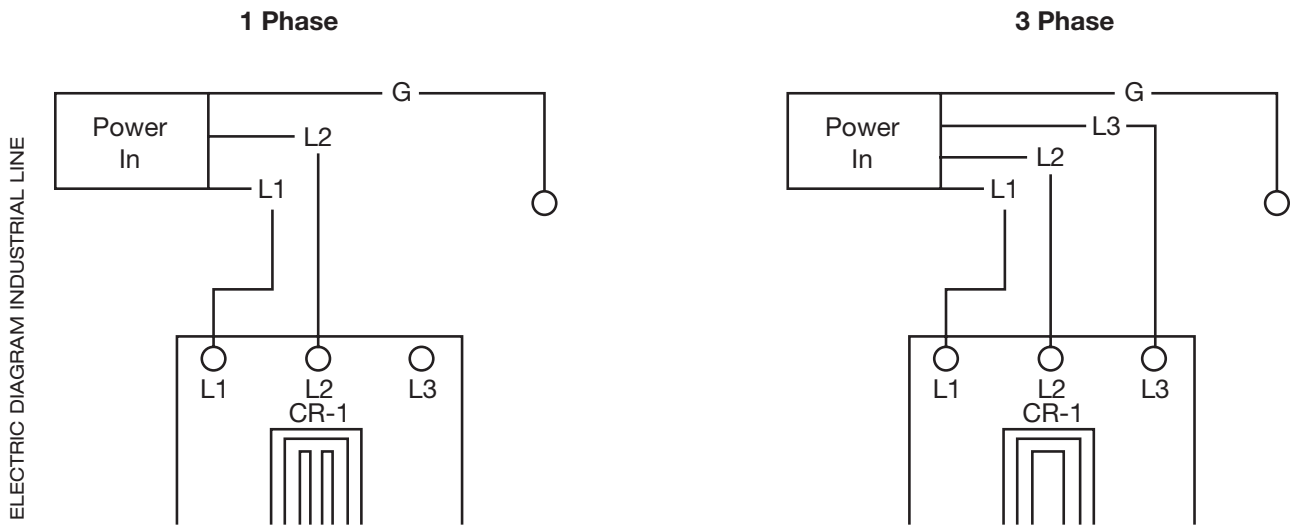 1 Phase
Power
In
G
L2
L1
L1
L2
L3
CR-1
3 Phase
Power
In
G
L3
L2
L1
L1
L2
L3
CR-1
ELECTRIC DIAGRAM INDUSTRIAL LINE